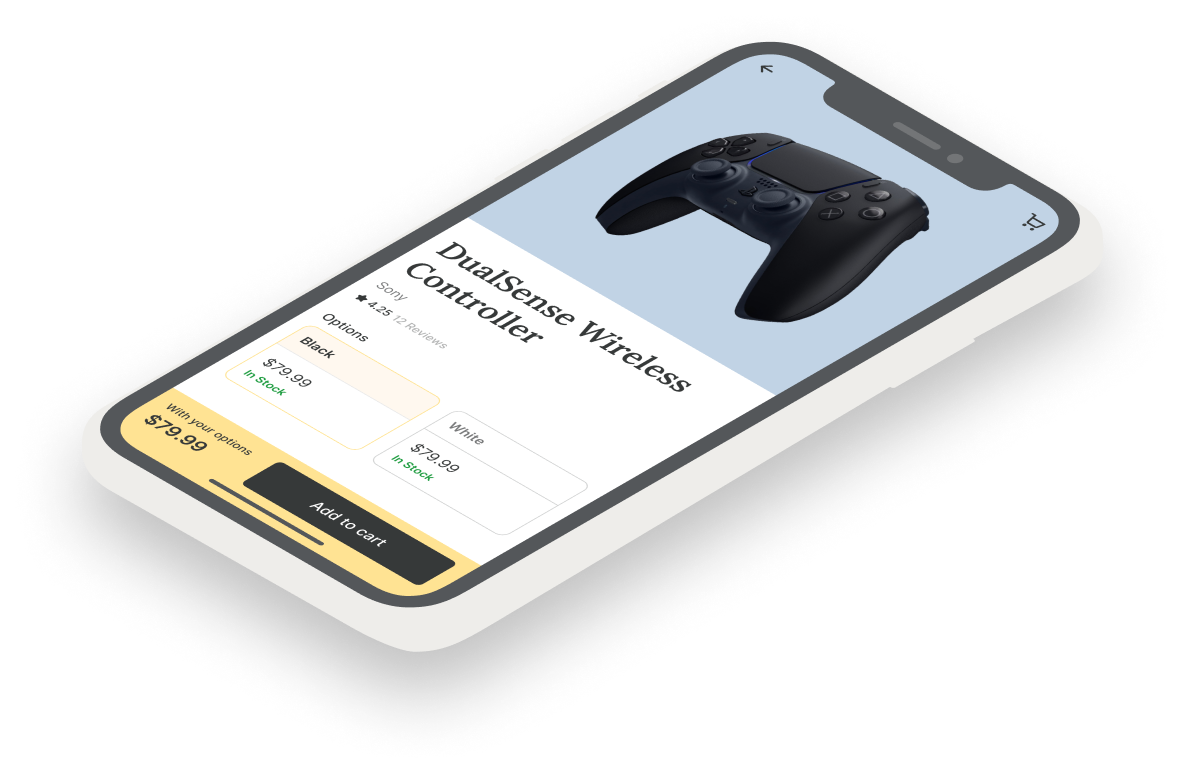 DualSense Wireless
Controller
Sony
4.25 12 Reviews
Options
Black
$79.99
In Stock
White
$79.99
In Stock
With your options
$79.99
Add to cart